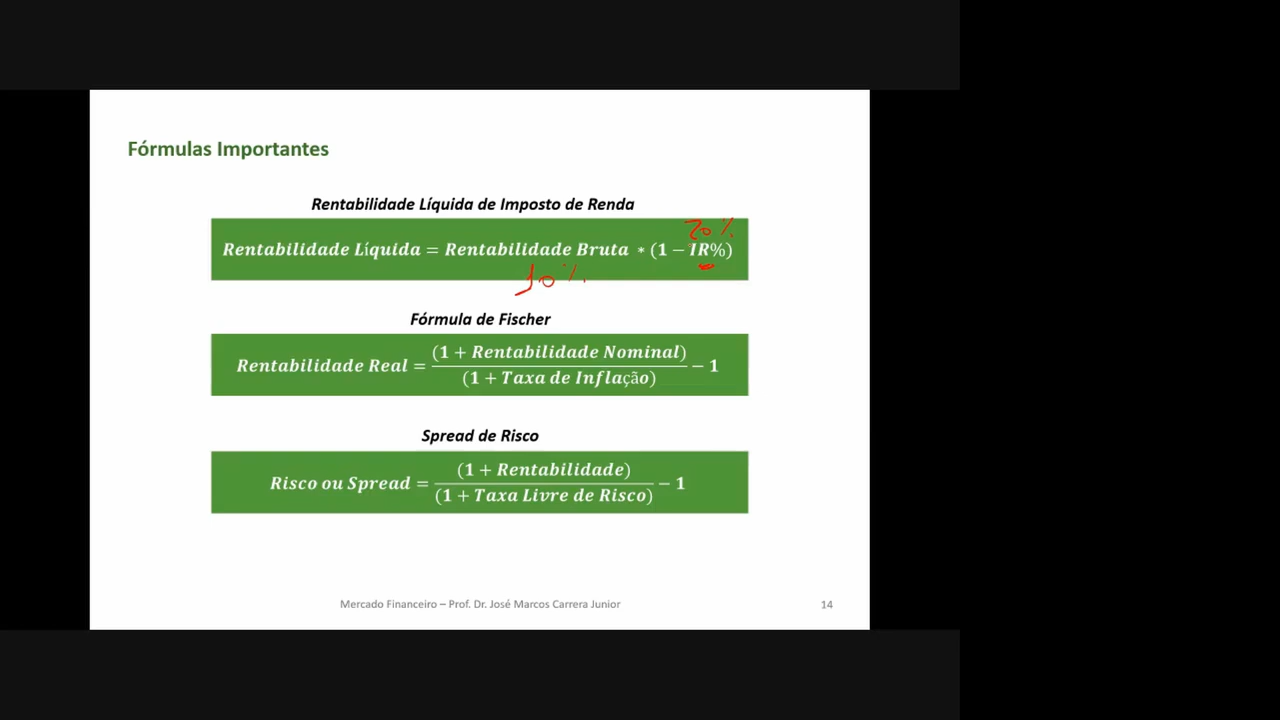 Fórmulas Importantes
Rentabilidade Líquida de Imposto de Renda
20%
Rentabilidade Líquida = Rentabilidade Bruta * (1 − IR%)
10%
Fórmula de Fischer
Rentabilidade Real = (1 + Rentabilidade Nominal) / (1 + Taxa de Inflação) − 1
Spread de Risco
Risco ou Spread = (1 + Rentabilidade) / (1 + Taxa Livre de Risco) − 1
Mercado Financeiro – Prof. Dr. José Marcos Carrera Junior 14